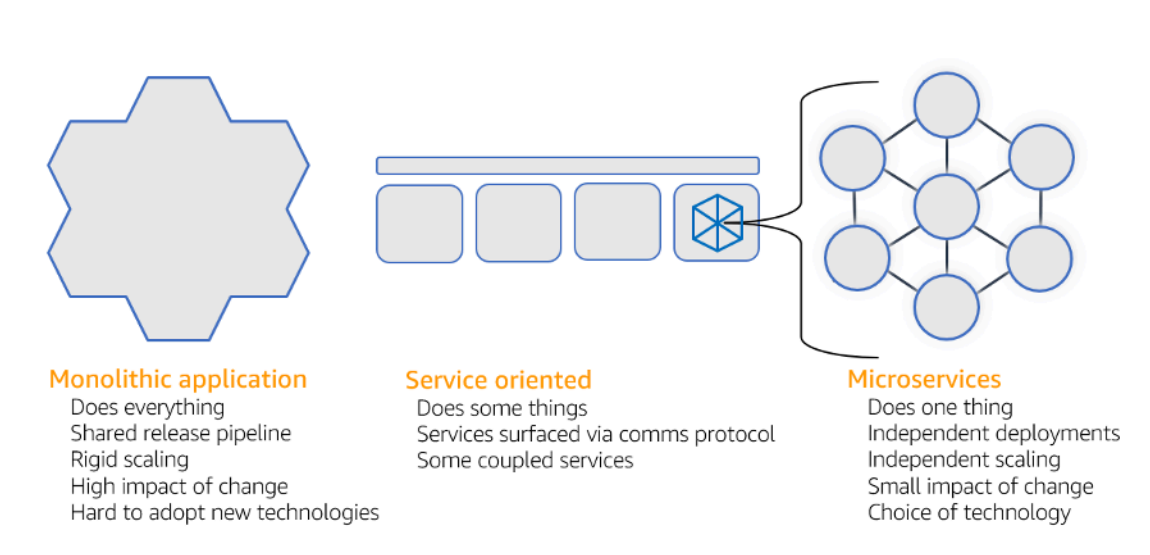 Monolithic application
Does everything
Shared release pipeline
Rigid scaling
High impact of change
Hard to adopt new technologies
Service oriented
Does some things
Services surfaced via comms protocol
Some coupled services
Microservices
Does one thing
Independent deployments
Independent scaling
Small impact of change
Choice of technology